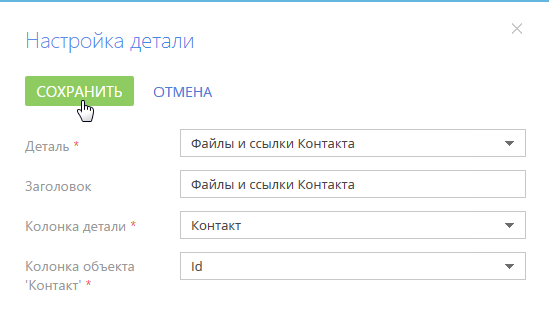 Настройка детали
СОХРАНИТЬ ОТМЕНА
Деталь * Файлы и ссылки Контакта
Заголовок Файлы и ссылки Контакта
Колонка детали * Контакт
Колонка объекта Id
'Контакт' *